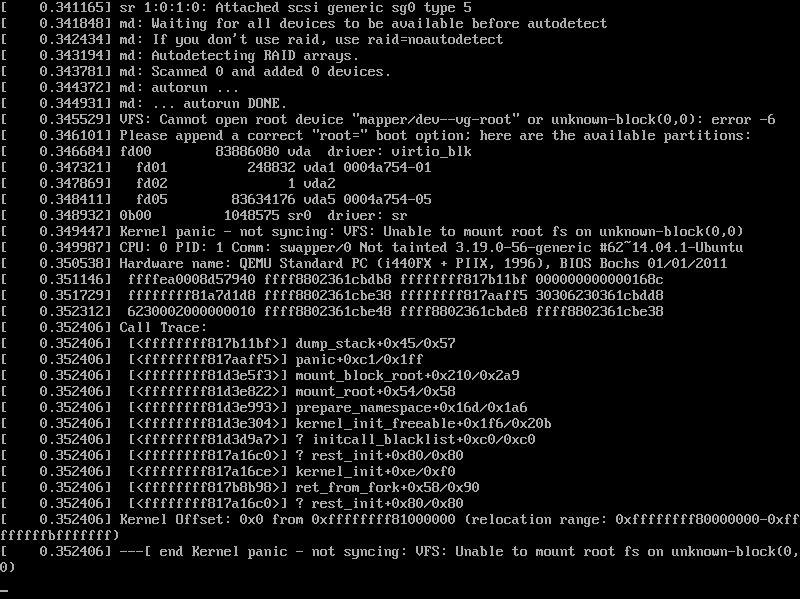 [    0.341165] sr 1:0:1:0: Attached scsi generic sg0 type 5
[    0.341848] md: Waiting for all devices to be available before autodetect
[    0.342434] md: If you don't use raid, use raid=noautodetect
[    0.343194] md: Autodetecting RAID arrays.
[    0.343781] md: Scanned 0 and added 0 devices.
[    0.344372] md: autorun ...
[    0.344931] md: ... autorun DONE.
[    0.345529] VFS: Cannot open root device "mapper/dev--vg-root" or unknown-block(0,0): error -6
[    0.346101] Please append a correct "root=" boot option; here are the available partitions:
[    0.346684] fd00        83886080 vda  driver: virtio_blk
[    0.347321]   fd01          248832 vda1 0004a754-01
[    0.347869]   fd02               1 vda2
[    0.348411]   fd05        83634176 vda5 0004a754-05
[    0.348932] 0b00         1048575 sr0  driver: sr
[    0.349447] Kernel panic - not syncing: VFS: Unable to mount root fs on unknown-block(0,0)
[    0.349987] CPU: 0 PID: 1 Comm: swapper/0 Not tainted 3.19.0-56-generic #62~14.04.1-Ubuntu
[    0.350538] Hardware name: QEMU Standard PC (i440FX + PIIX, 1996), BIOS Bochs 01/01/2011
[    0.351146]  ffffea0008d57940 ffff8802361cbdb8 ffffffff817b11bf 000000000000168c
[    0.351729]  ffffffff81a7d1d8 ffff8802361cbe38 ffffffff817aaff5 30306230361cbdd8
[    0.352312]  6230002000000010 ffff8802361cbe48 ffff8802361cbde8 ffff8802361cbe38
[    0.352406] Call Trace:
[    0.352406]  [<ffffffff817b11bf>] dump_stack+0x45/0x57
[    0.352406]  [<ffffffff817aaff5>] panic+0xc1/0x1ff
[    0.352406]  [<ffffffff81d3e5f3>] mount_block_root+0x210/0x2a9
[    0.352406]  [<ffffffff81d3e822>] mount_root+0x54/0x58
[    0.352406]  [<ffffffff81d3e993>] prepare_namespace+0x16d/0x1a6
[    0.352406]  [<ffffffff81d3e304>] kernel_init_freeable+0x1f6/0x20b
[    0.352406]  [<ffffffff81d3d9a7>] ? initcall_blacklist+0xc0/0xc0
[    0.352406]  [<ffffffff817a16c0>] ? rest_init+0x80/0x80
[    0.352406]  [<ffffffff817a16ce>] kernel_init+0xe/0xf0
[    0.352406]  [<ffffffff817b8b98>] ret_from_fork+0x58/0x90
[    0.352406]  [<ffffffff817a16c0>] ? rest_init+0x80/0x80
[    0.352406] Kernel Offset: 0x0 from 0xffffffff81000000 (relocation range: 0xffffffff80000000-0xff
ffffffbfffffff)
[    0.352406] ---[ end Kernel panic - not syncing: VFS: Unable to mount root fs on unknown-block(0,
0)